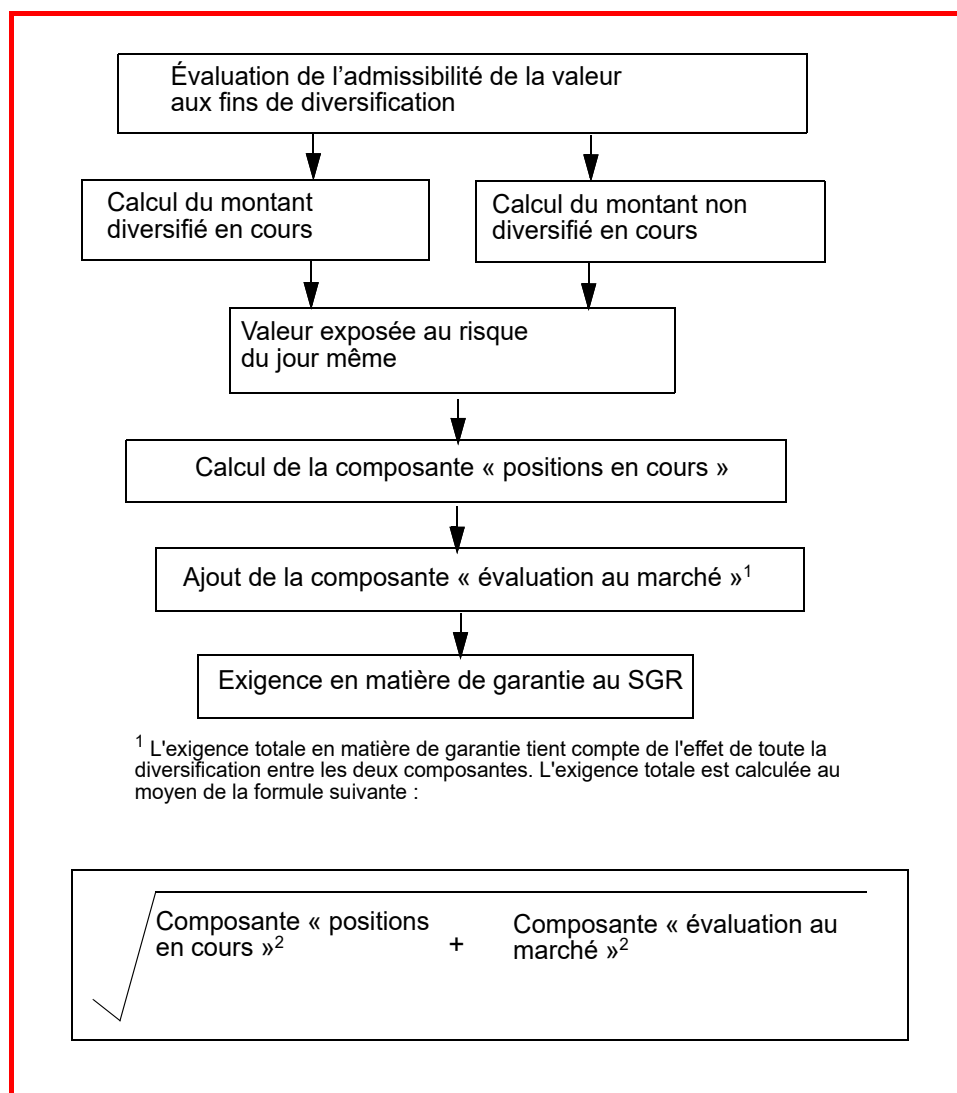 Évaluation de l’admissibilité de la valeur
aux fins de diversification
Calcul du montant
diversifié en cours
Calcul du montant non
diversifié en cours
Valeur exposée au risque
du jour même
Calcul de la composante « positions en cours »
Ajout de la composante « évaluation au marché »¹
Exigence en matière de garantie au SGR
¹ L'exigence totale en matière de garantie tient compte de l'effet de toute la
diversification entre les deux composantes. L'exigence totale est calculée au
moyen de la formule suivante :
Composante « positions
en cours »²
+
Composante « évaluation au
marché »²